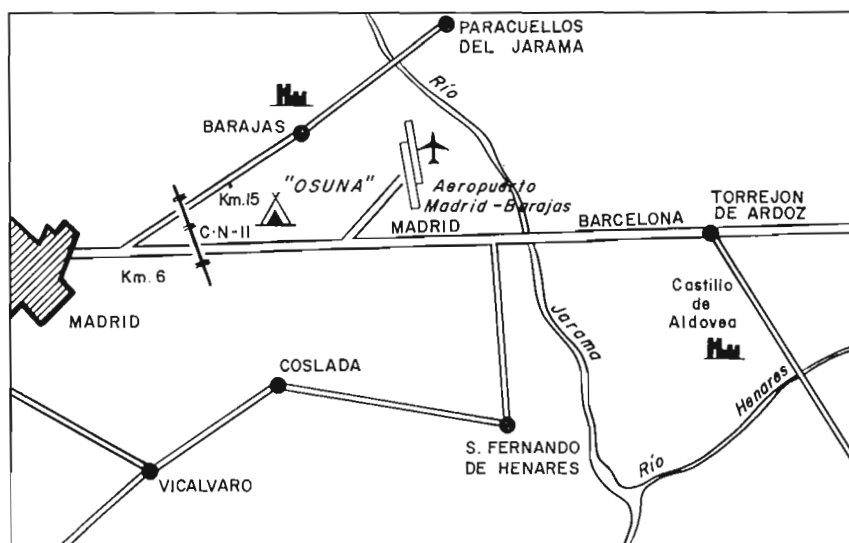 PARACUELLOS
DEL JARAMA
Río
BARAJAS
Km. 15
"OSUNA"
Aeropuerto
Madrid-Barajas
C-N-II
MADRID
BARCELONA
TORREJON
DE ARDOZ
Km. 6
MADRID
Castillo
de
Aldovea
Jarama
COSLADA
Henares
S. FERNANDO
DE HENARES
Río
VICALVARO